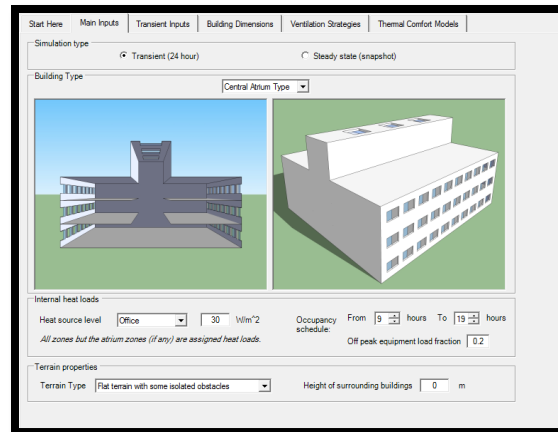 Start Here Main Inputs Transient Inputs Building Dimensions Ventilation Strategies Thermal Comfort Models
Simulation type
Transient (24 hour) Steady state (snapshot)
Building Type
Central Atrium Type
Internal heat loads
Heat source level Office 30 W/m^2
All zones but the atrium zones (if any) are assigned heat loads.
Occupancy schedule: From 9 hours To 19 hours
Off peak equipment load fraction 0.2
Terrain properties
Terrain Type Flat terrain with some isolated obstacles Height of surrounding buildings 0 m